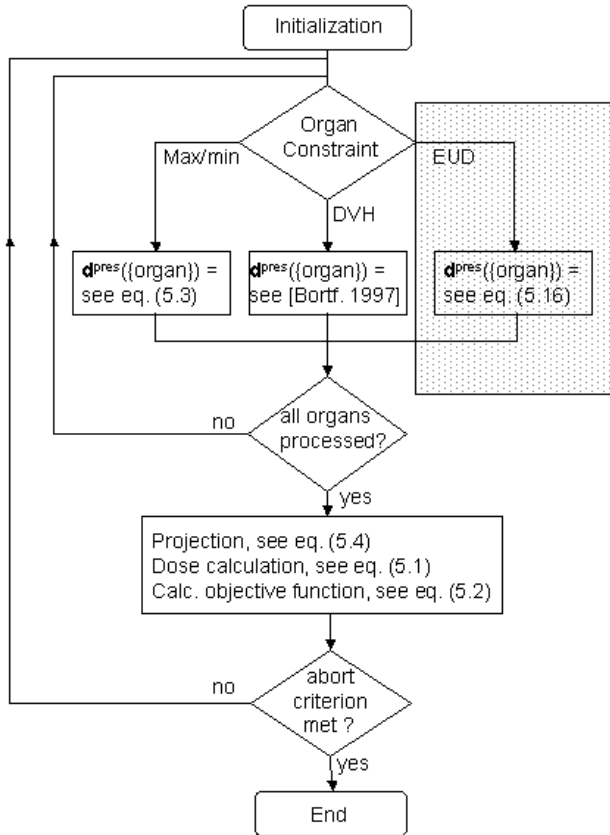 Initialization
Organ
Constraint
Max/min
EUD
DVH
dpres({organ}) =
see eq. (5.3)
dpres({organ}) =
see [Bortf. 1997]
dpres({organ}) =
see eq. (5.16)
no
all organs
processed?
yes
Projection, see eq. (5.4)
Dose calculation, see eq. (5.1)
Calc. objective function, see eq. (5.2)
no
abort
criterion
met ?
yes
End